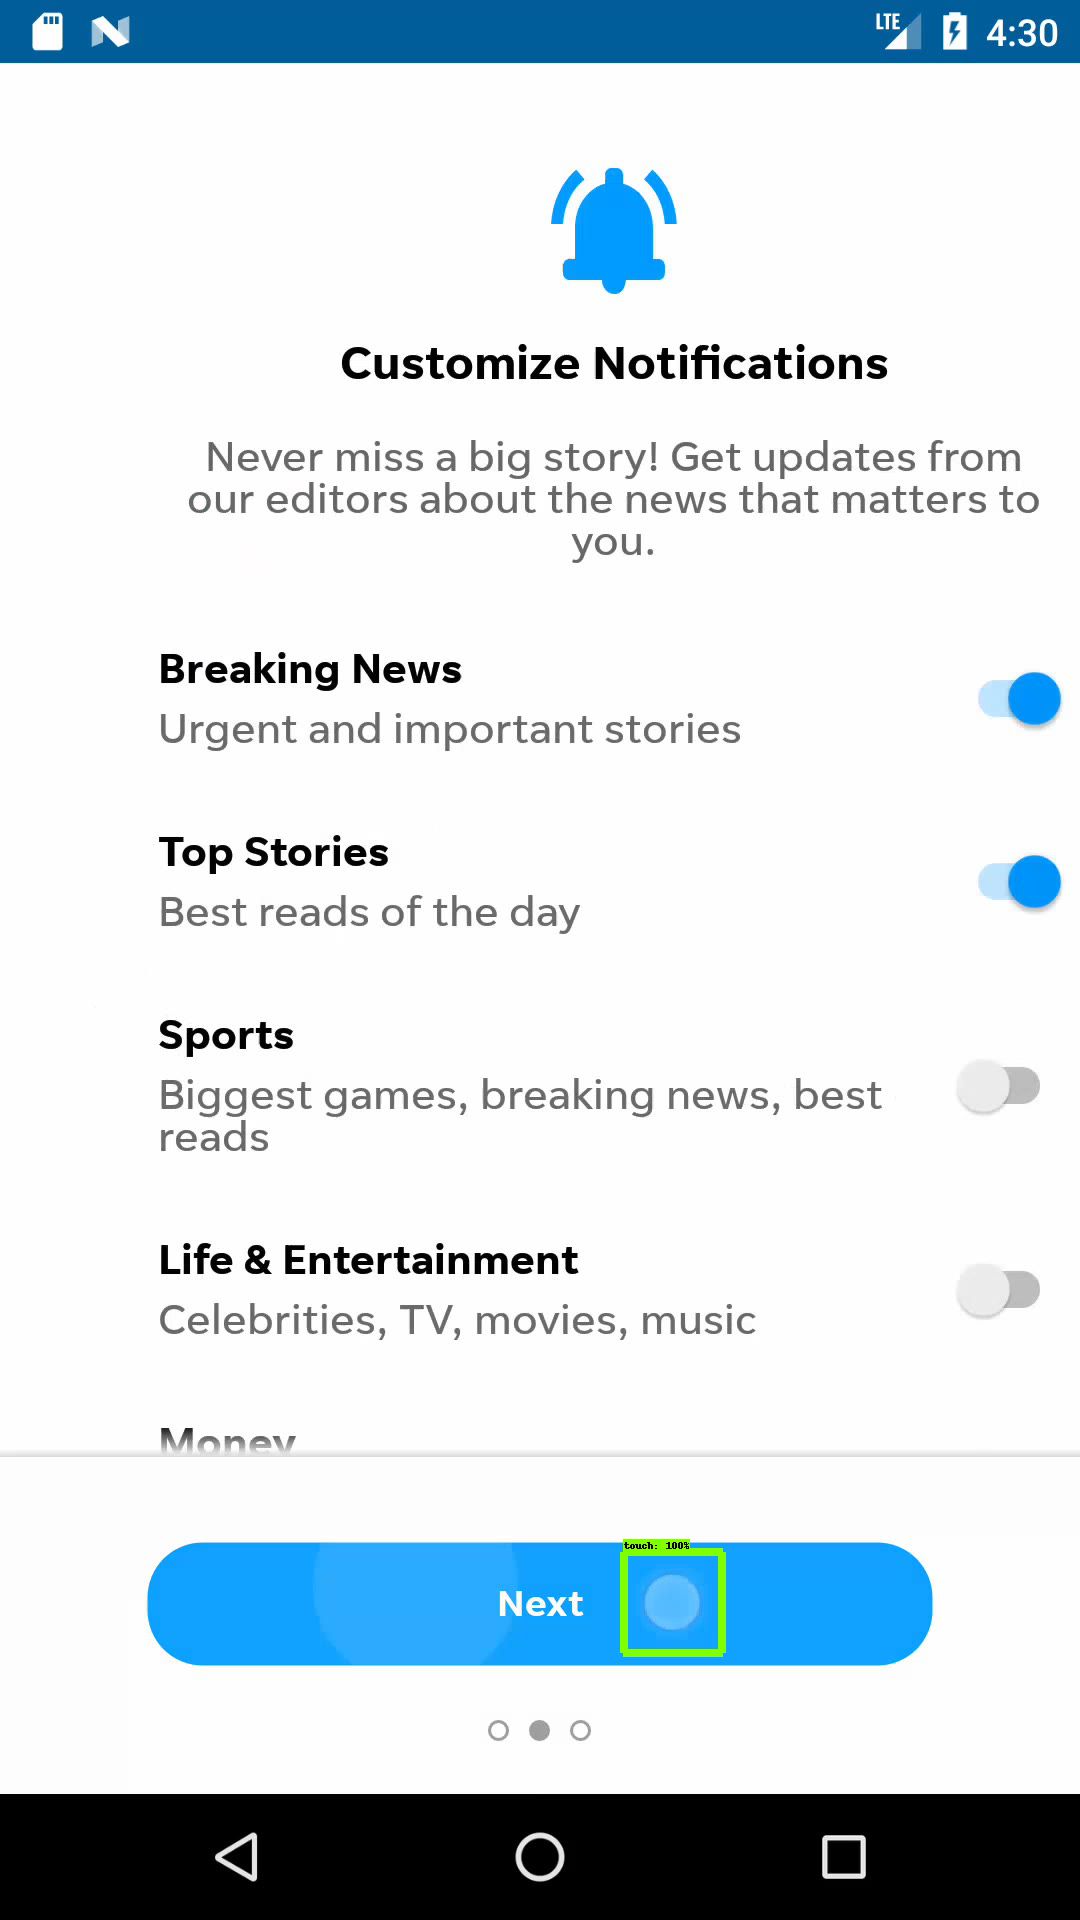 LTE 4:30
Customize Notifications
Never miss a big story! Get updates from
our editors about the news that matters to
you.
Breaking News
Urgent and important stories
Top Stories
Best reads of the day
Sports
Biggest games, breaking news, best
reads
Life & Entertainment
Celebrities, TV, movies, music
Money
touch: 100%
Next